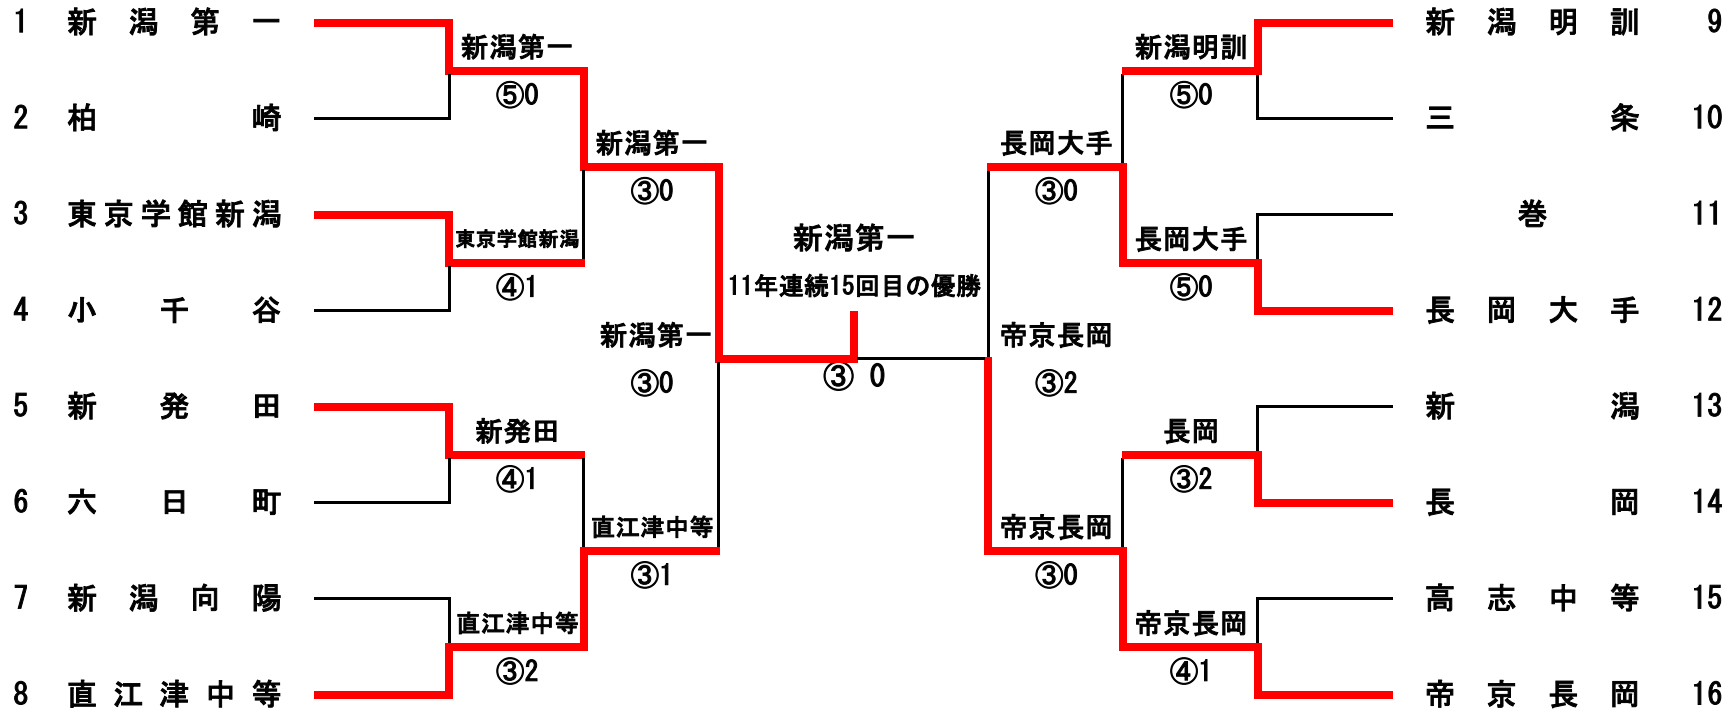 1 新潟第一
新潟明訓 9
新潟第一
新潟明訓
⑤0
⑤0
2 柏崎
三条 10
新潟第一
長岡大手
③0
③0
3 東京学館新潟
巻 11
東京学館新潟
新潟第一
長岡大手
④1
11年連続15回目の優勝
⑤0
4 小千谷
長岡大手 12
新潟第一
帝京長岡
③0
③ 0
③2
5 新発田
新潟 13
新発田
長岡
④1
③2
6 六日町
長岡 14
直江津中等
帝京長岡
③1
③0
7 新潟向陽
高志中等 15
直江津中等
帝京長岡
③2
④1
8 直江津中等
帝京長岡 16